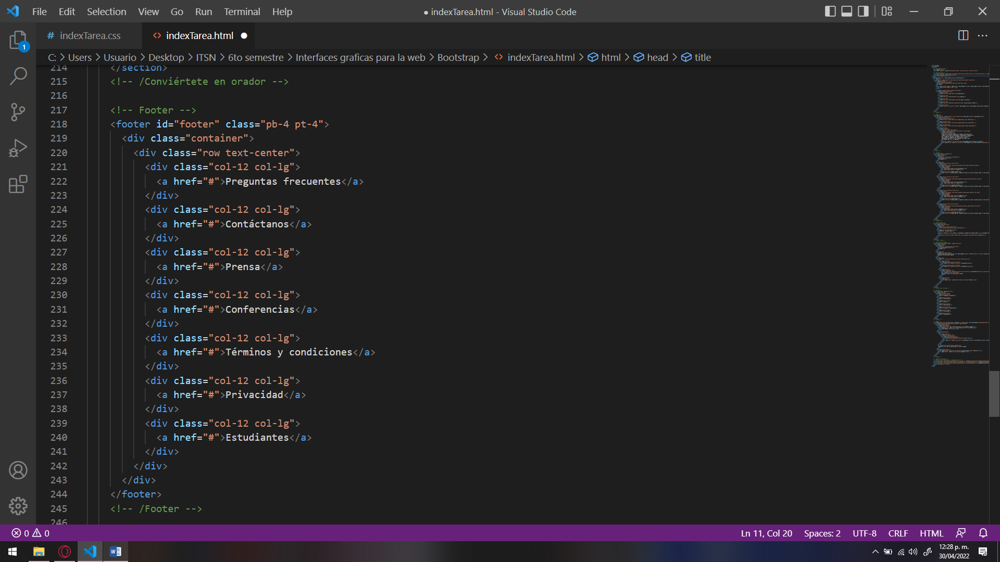 File Edit Selection View Go Run Terminal Help
● indexTarea.html - Visual Studio Code
# indexTarea.css
<> indexTarea.html ●
C: > Users > Usuario > Desktop > ITSN > 6to semestre > Interfaces graficas para la web > Bootstrap > <> indexTarea.html > html > head > title
1
214 </section>
215 <!-- /Conviértete en orador -->
216
217 <!-- Footer -->
218 <footer id="footer" class="pb-4 pt-4">
219 <div class="container">
220 <div class="row text-center">
221 <div class="col-12 col-lg">
222 <a href="#">Preguntas frecuentes</a>
223 </div>
224 <div class="col-12 col-lg">
225 <a href="#">Contáctanos</a>
226 </div>
227 <div class="col-12 col-lg">
228 <a href="#">Prensa</a>
229 </div>
230 <div class="col-12 col-lg">
231 <a href="#">Conferencias</a>
232 </div>
233 <div class="col-12 col-lg">
234 <a href="#">Términos y condiciones</a>
235 </div>
236 <div class="col-12 col-lg">
237 <a href="#">Privacidad</a>
238 </div>
239 <div class="col-12 col-lg">
240 <a href="#">Estudiantes</a>
241 </div>
242 </div>
243 </div>
244 </footer>
245 <!-- /Footer -->
246
0 0
Ln 11, Col 20 Spaces: 2 UTF-8 CRLF HTML
12:28 p. m.
30/04/2022